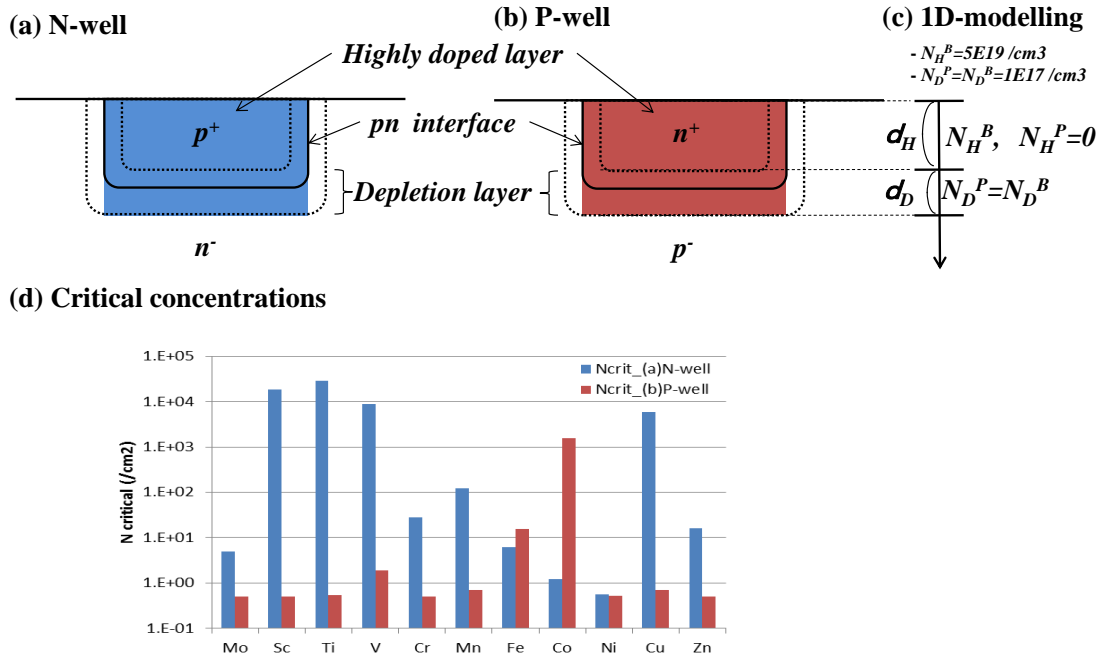 (a) N-well
(b) P-well
(c) 1D-modelling
- N_H^B=5E19 /cm3
- N_D^P=N_D^B=1E17 /cm3
Highly doped layer
p+
n+
pn interface
d_H
N_H^B, N_H^P=0
Depletion layer
d_D
N_D^P=N_D^B
n-
p-
(d) Critical concentrations
1.E+05
1.E+04
1.E+03
1.E+02
1.E+01
1.E+00
1.E-01
N critical (/cm2)
Ncrit_(a)N-well
Ncrit_(b)P-well
Mo Sc Ti V Cr Mn Fe Co Ni Cu Zn